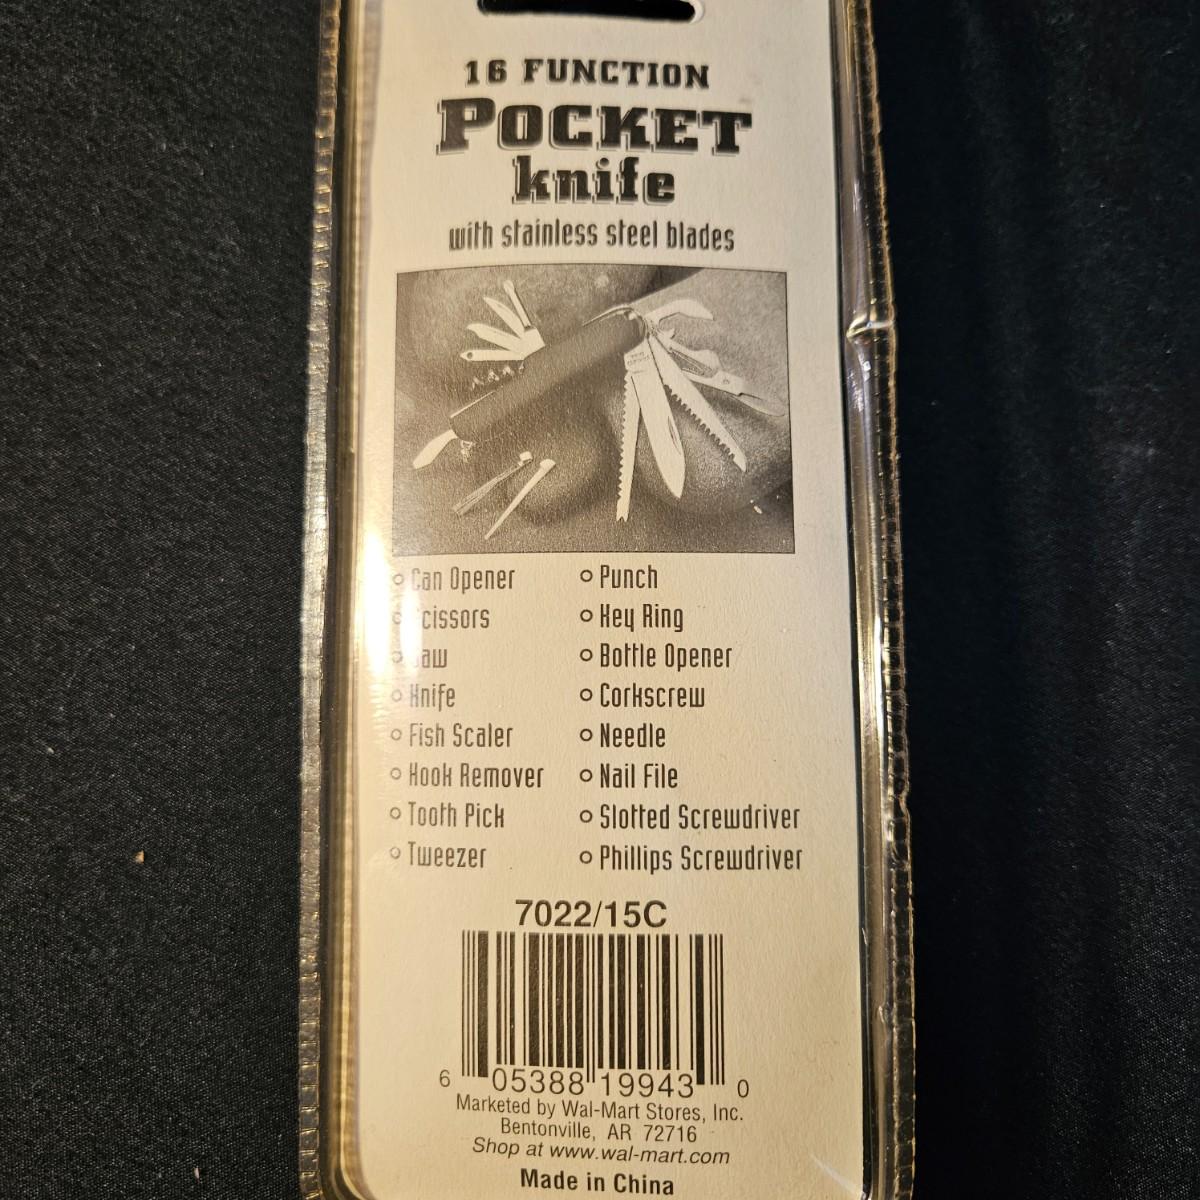 16 FUNCTION
POCKET
knife
with stainless steel blades
Can Opener
Scissors
Saw
Knife
Fish Scaler
Hook Remover
Tooth Pick
Tweezer
Punch
Key Ring
Bottle Opener
Corkscrew
Needle
Nail File
Slotted Screwdriver
Phillips Screwdriver
7022/15C
6 05388 19943 0
Marketed by Wal-Mart Stores, Inc.
Bentonville, AR 72716
Shop at www.wal-mart.com
Made in China